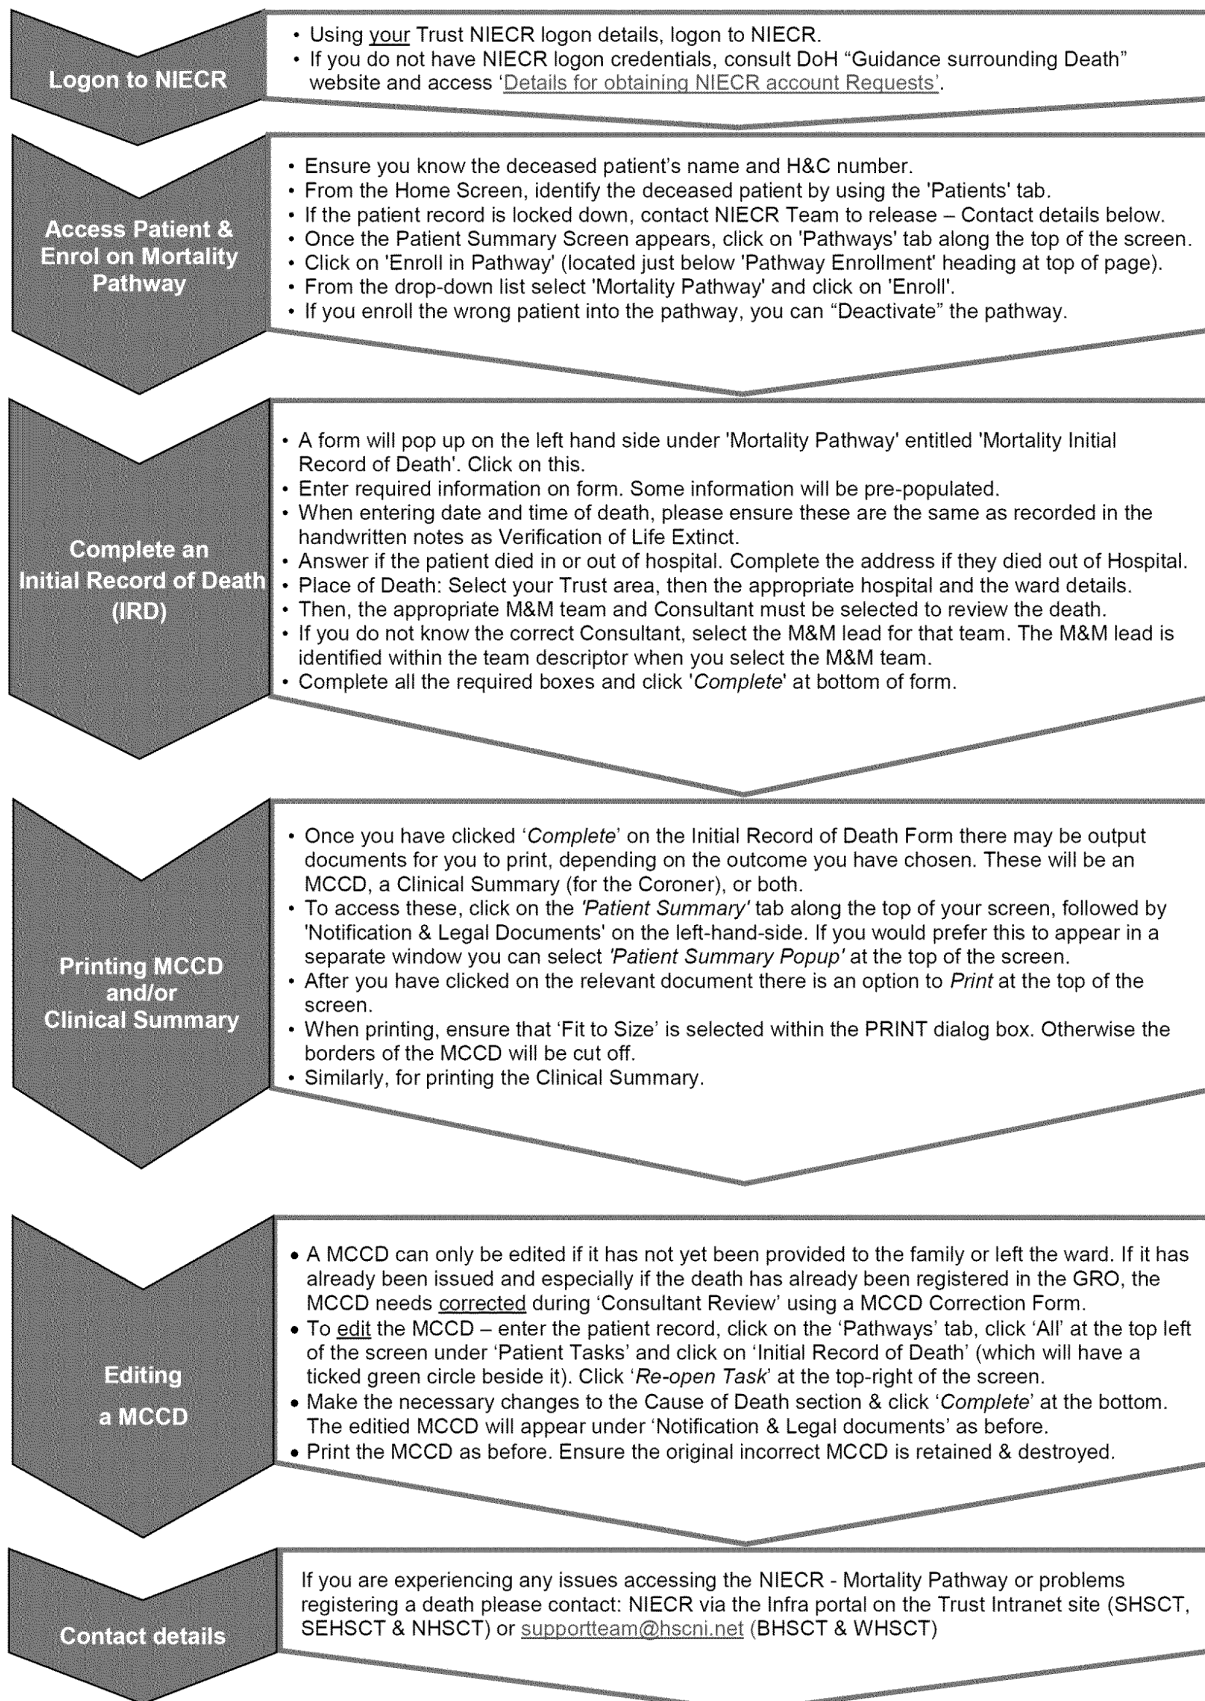 Logon to NIECR
• Using your Trust NIECR logon details, logon to NIECR.
• If you do not have NIECR logon credentials, consult DoH “Guidance surrounding Death”
website and access ‘Details for obtaining NIECR account Requests’.
Access Patient &
Enrol on Mortality
Pathway
• Ensure you know the deceased patient’s name and H&C number.
• From the Home Screen, identify the deceased patient by using the 'Patients' tab.
• If the patient record is locked down, contact NIECR Team to release – Contact details below.
• Once the Patient Summary Screen appears, click on 'Pathways' tab along the top of the screen.
• Click on 'Enroll in Pathway' (located just below 'Pathway Enrollment' heading at top of page).
• From the drop-down list select 'Mortality Pathway' and click on 'Enroll'.
• If you enroll the wrong patient into the pathway, you can “Deactivate” the pathway.
Complete an
Initial Record of Death
(IRD)
• A form will pop up on the left hand side under 'Mortality Pathway' entitled 'Mortality Initial
Record of Death'. Click on this.
• Enter required information on form. Some information will be pre-populated.
• When entering date and time of death, please ensure these are the same as recorded in the
handwritten notes as Verification of Life Extinct.
• Answer if the patient died in or out of hospital. Complete the address if they died out of Hospital.
• Place of Death: Select your Trust area, then the appropriate hospital and the ward details.
• Then, the appropriate M&M team and Consultant must be selected to review the death.
• If you do not know the correct Consultant, select the M&M lead for that team. The M&M lead is
identified within the team descriptor when you select the M&M team.
• Complete all the required boxes and click 'Complete' at bottom of form.
Printing MCCD
and/or
Clinical Summary
• Once you have clicked ‘Complete’ on the Initial Record of Death Form there may be output
documents for you to print, depending on the outcome you have chosen. These will be an
MCCD, a Clinical Summary (for the Coroner), or both.
• To access these, click on the 'Patient Summary' tab along the top of your screen, followed by
'Notification & Legal Documents' on the left-hand-side. If you would prefer this to appear in a
separate window you can select 'Patient Summary Popup' at the top of the screen.
• After you have clicked on the relevant document there is an option to Print at the top of the
screen.
• When printing, ensure that ‘Fit to Size’ is selected within the PRINT dialog box. Otherwise the
borders of the MCCD will be cut off.
• Similarly, for printing the Clinical Summary.
Editing
a MCCD
• A MCCD can only be edited if it has not yet been provided to the family or left the ward. If it has
already been issued and especially if the death has already been registered in the GRO, the
MCCD needs corrected during ‘Consultant Review’ using a MCCD Correction Form.
• To edit the MCCD – enter the patient record, click on the ‘Pathways’ tab, click ‘All’ at the top left
of the screen under ‘Patient Tasks’ and click on ‘Initial Record of Death’ (which will have a
ticked green circle beside it). Click ‘Re-open Task’ at the top-right of the screen.
• Make the necessary changes to the Cause of Death section & click ‘Complete’ at the bottom.
The editied MCCD will appear under ‘Notification & Legal documents’ as before.
• Print the MCCD as before. Ensure the original incorrect MCCD is retained & destroyed.
Contact details
If you are experiencing any issues accessing the NIECR - Mortality Pathway or problems
registering a death please contact: NIECR via the Infra portal on the Trust Intranet site (SHSCT,
SEHSCT & NHSCT) or supportteam@hscni.net (BHSCT & WHSCT)